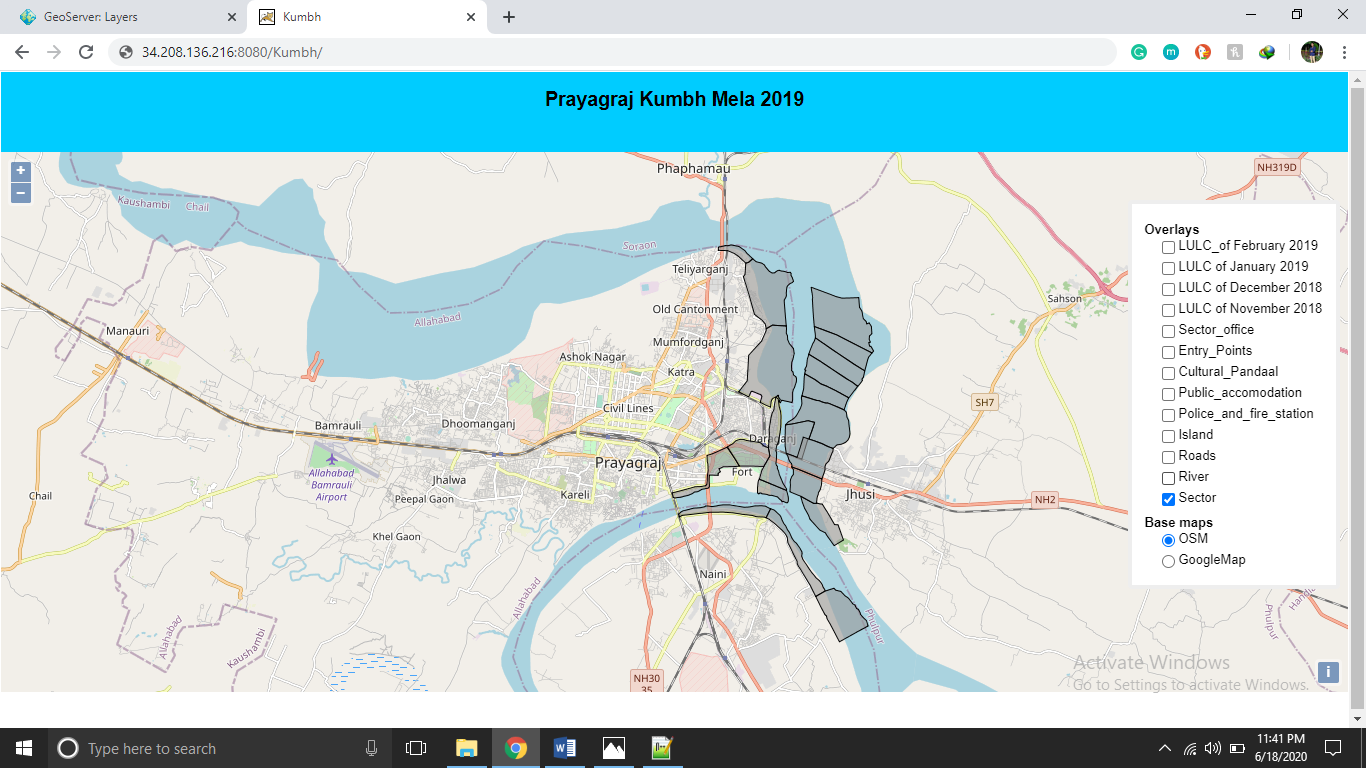 GeoServer: Layers
Kumbh
34.208.136.216:8080/Kumbh/
Prayagraj Kumbh Mela 2019
+
−
Phaphamau
NH319D
Kaushambi
Chail
Soraon
Teliyarganj
Allahabad
Old Cantonment
Manauri
Mumfordganj
Ashok Nagar
Katra
Sahson
Civil Lines
SH7
Bamrauli
Dhoomanganj
Daraganj
Prayagraj
Fort
Allahabad
Bamrauli
Airport
Jhalwa
Peepal Gaon
Kareli
Jhusi
NH2
Chail
Khel Gaon
Naini
Allahabad
Allahabad
Kaushambi
Phulpur
Phulpur
NH30
35
Overlays
LULC_of February 2019
LULC of January 2019
LULC of December 2018
LULC of November 2018
Sector_office
Entry_Points
Cultural_Pandaal
Public_accomodation
Police_and_fire_station
Island
Roads
River
Sector
Base maps
OSM
GoogleMap
Activate Windows
Go to Settings to activate Windows.
i
Type here to search
11:41 PM
6/18/2020